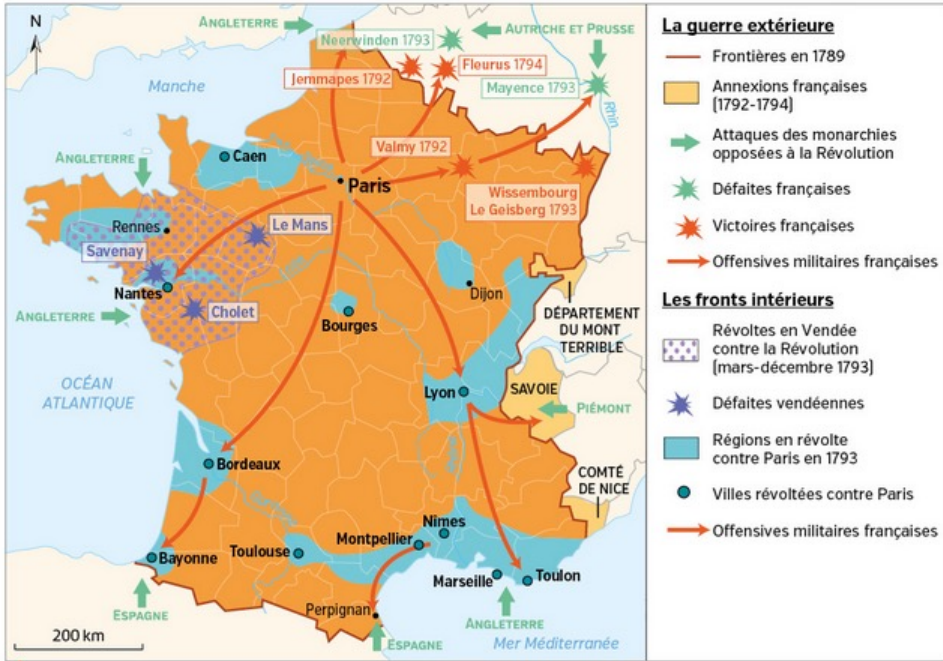 ANGLETERRE
AUTRICHE ET PRUSSE
N
Neerwinden 1793
Fleurus 1794
Jemmapes 1792
Mayence 1793
Manche
Rhin
Valmy 1792
ANGLETERRE
Caen
Paris
Wissembourg
Le Geisberg 1793
Rennes
Le Mans
Savenay
Nantes
Dijon
Cholet
Bourges
ANGLETERRE
DÉPARTEMENT
DU MONT
TERRIBLE
OCÉAN
ATLANTIQUE
Lyon
SAVOIE
PIÉMONT
Bordeaux
COMTÉ
DE NICE
Nîmes
Montpellier
Bayonne
Toulouse
Marseille
Toulon
Perpignan
ESPAGNE
ANGLETERRE
ESPAGNE
200 km
Mer Méditerranée
La guerre extérieure
Frontières en 1789
Annexions françaises
(1792-1794)
Attaques des monarchies
opposées à la Révolution
Défaites françaises
Victoires françaises
Offensives militaires françaises
Les fronts intérieurs
Révoltes en Vendée
contre la Révolution
(mars-décembre 1793)
Défaites vendéennes
Régions en révolte
contre Paris en 1793
Villes révoltées contre Paris
Offensives militaires françaises